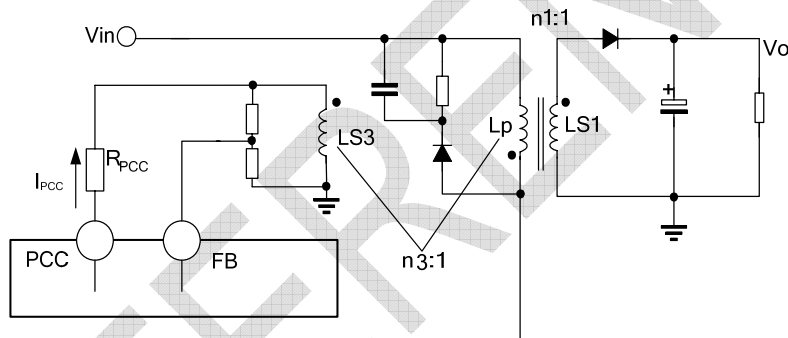 n1:1
Vin
Vo
+
Lp
LS1
LS3
RPCC
IPCC
n3:1
PCC
FB